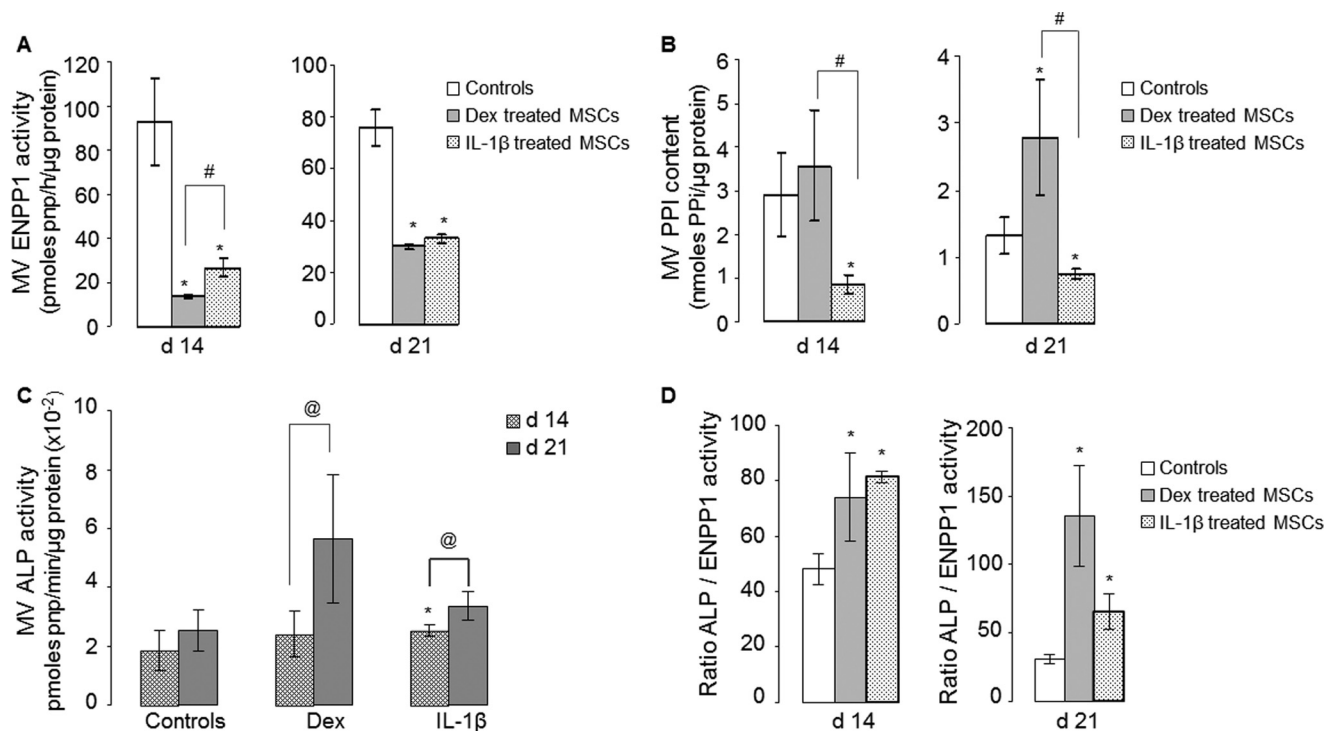 A
MV ENPP1 activity
(pmoles pnp/h/µg protein)
120
100
80
60
40
20
0
#
*
*
d 14
100
80
60
40
20
0
*
*
d 21
Controls
Dex treated MSCs
IL-1β treated MSCs
B
MV PPI content
(nmoles PPi/µg protein)
6
5
4
3
2
1
0
#
*
d 14
4
3
2
1
0
#
*
*
d 21
Controls
Dex treated MSCs
IL-1β treated MSCs
C
MV ALP activity
pmoles pnp/min/µg protein (x10⁻²)
10
8
6
4
2
0
@
@
*
d 14
d 21
Controls Dex IL-1β
D
Ratio ALP / ENPP1 activity
100
80
60
40
20
0
*
*
d 14
Ratio ALP / ENPP1 activity
200
150
100
50
0
*
*
d 21
Controls
Dex treated MSCs
IL-1β treated MSCs